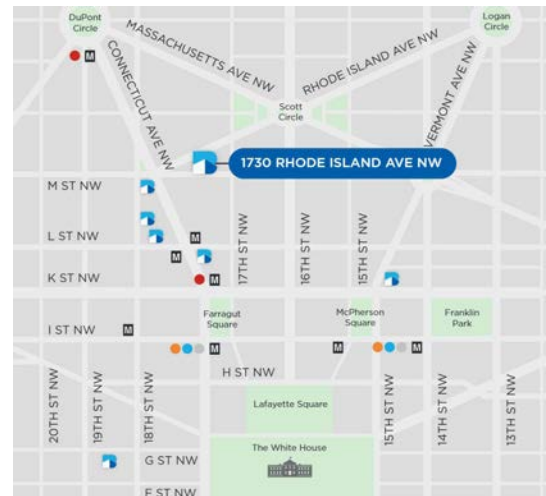 DuPont
Circle
Logan
Circle
MASSACHUSETTS AVE NW
RHODE ISLAND AVE NW
CONNECTICUT AVE NW
VERMONT AVE NW
M
Scott
Circle
1730 RHODE ISLAND AVE NW
M ST NW
L ST NW
M
M
17TH ST NW
16TH ST NW
15TH ST NW
K ST NW
M
Farragut
Square
McPherson
Square
Franklin
Park
I ST NW
M
M
M
M
H ST NW
20TH ST NW
19TH ST NW
18TH ST NW
15TH ST NW
14TH ST NW
13TH ST NW
Lafayette Square
The White House
G ST NW
F ST NW